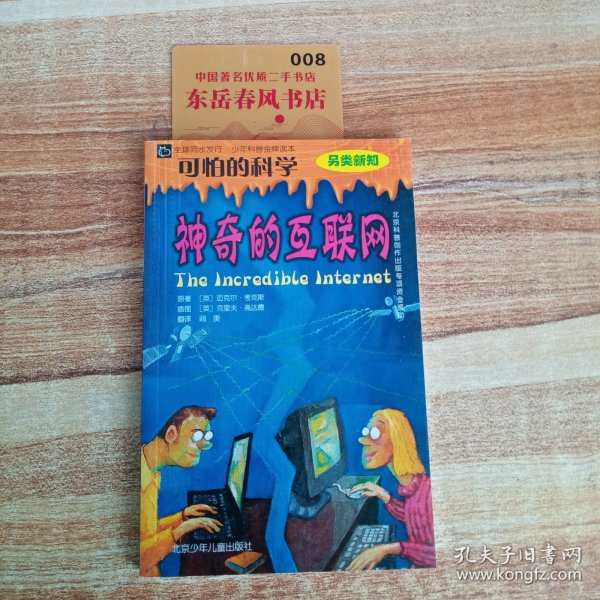 008
中国著名优质二手书店
东岳春风书店
全球同步发行 少年科普金牌读本
可怕的科学
另类新知
神奇的互联网
The Incredible Internet
北京科普创作出版专项资金资助
原著 〔英〕迈克尔·考克斯
插图 〔英〕克里夫·高达德
翻译 阎庚
北京少年儿童出版社
孔夫子旧书网
www.kongfz.com